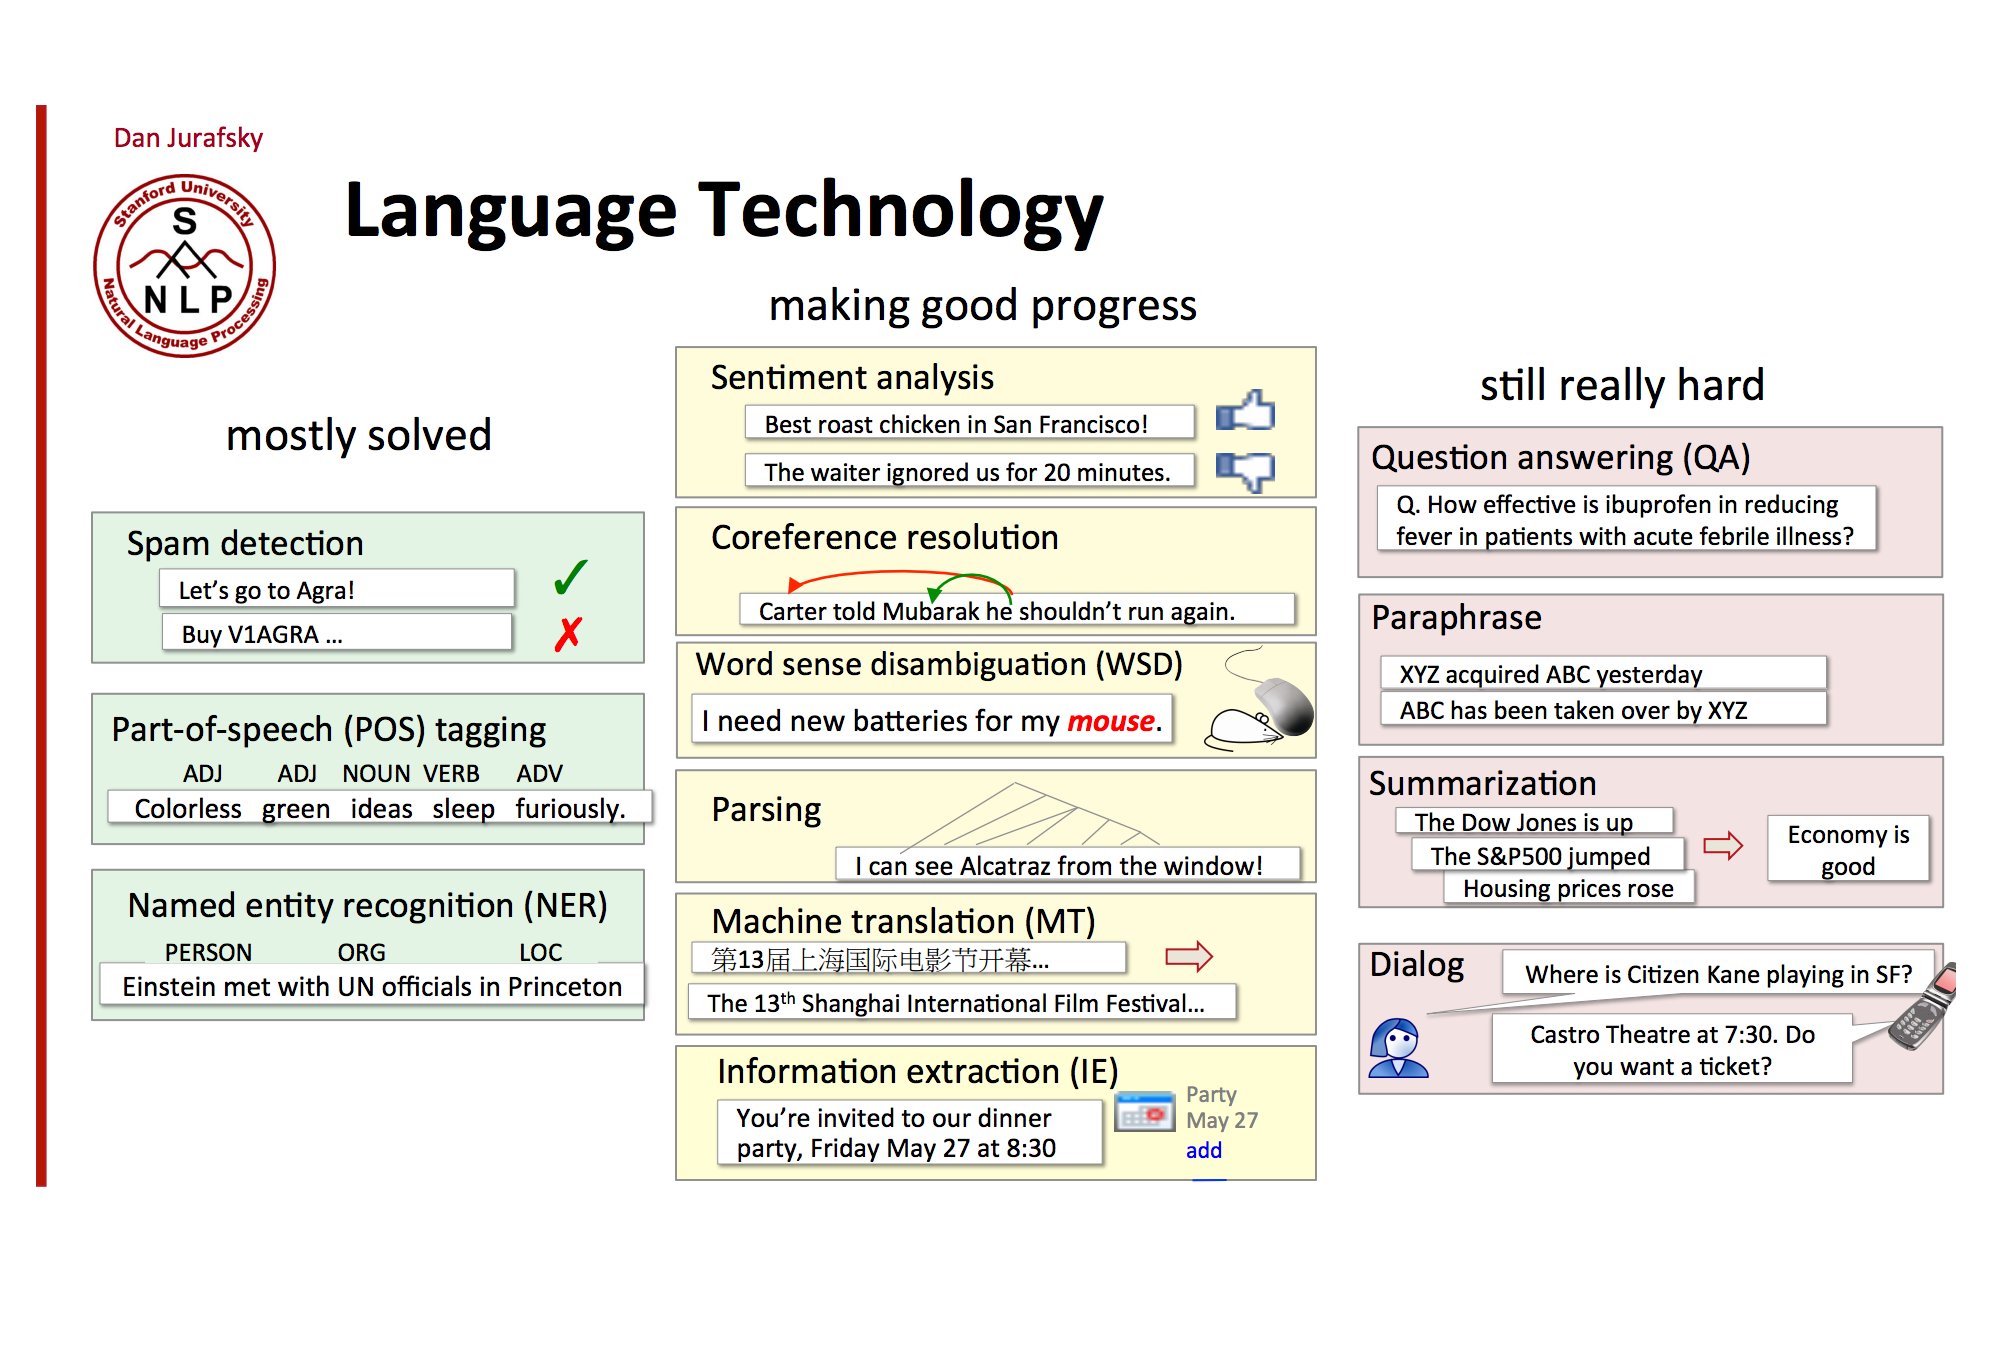 Dan Jurafsky
Stanford University
S
NLP
Natural Language Processing
Language Technology
mostly solved
Spam detection
Let’s go to Agra!
✓
Buy V1AGRA …
✗
Part-of-speech (POS) tagging
ADJ ADJ NOUN VERB ADV
Colorless green ideas sleep furiously.
Named entity recognition (NER)
PERSON ORG LOC
Einstein met with UN officials in Princeton
making good progress
Sentiment analysis
Best roast chicken in San Francisco!
The waiter ignored us for 20 minutes.
Coreference resolution
Carter told Mubarak he shouldn’t run again.
Word sense disambiguation (WSD)
I need new batteries for my mouse.
Parsing
I can see Alcatraz from the window!
Machine translation (MT)
第13届上海国际电影节开幕…
The 13th Shanghai International Film Festival…
Information extraction (IE)
You’re invited to our dinner
party, Friday May 27 at 8:30
Party
May 27
add
still really hard
Question answering (QA)
Q. How effective is ibuprofen in reducing
fever in patients with acute febrile illness?
Paraphrase
XYZ acquired ABC yesterday
ABC has been taken over by XYZ
Summarization
The Dow Jones is up
The S&P500 jumped
Housing prices rose
Economy is
good
Dialog
Where is Citizen Kane playing in SF?
Castro Theatre at 7:30. Do
you want a ticket?